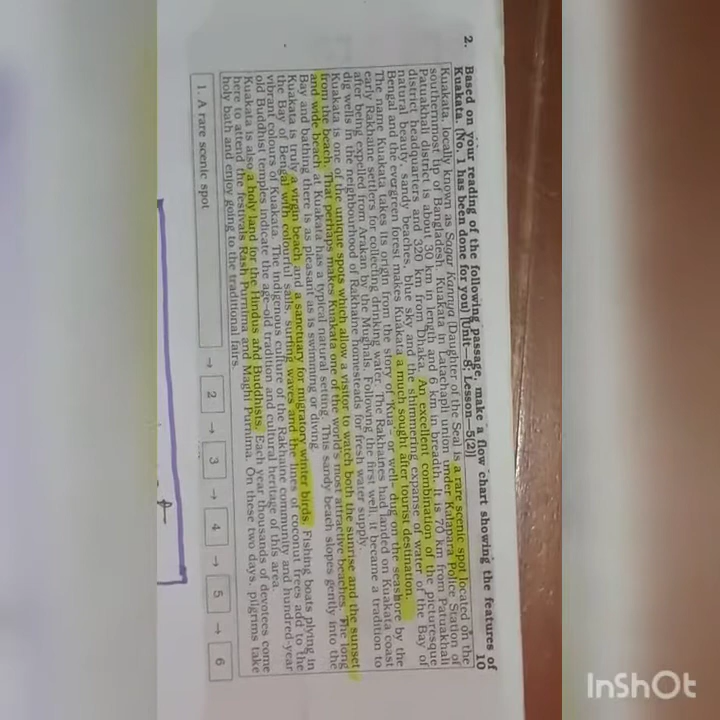 2. Based on your reading of the following passage, make a flow chart showing the features of
Kuakata. (No. 1 has been done for you) [Unit—8; Lesson—5(2)] 10
Kuakata, locally known as Sagar Kannya [Daughter of the Sea] is a rare scenic spot located on the
southernmost tip of Bangladesh. Kuakata in Latachapli union under Kalapara Police Station of
Patuakhali district is about 30 km in length and 6 km in breadth. It is 70 km from Patuakhali
district headquarters and 320 km from Dhaka. An excellent combination of the picturesque
natural beauty, sandy beaches, blue sky and the shimmering expanse of water of the Bay of
Bengal and the evergreen forest makes Kuakata a much sought after tourist destination.
The name Kuakata takes its origin from the story of 'Kua'- or well- dug on the seashore by the
early Rakhaine settlers for collecting drinking water. The Rakhaines had landed on Kuakata coast
after being expelled from Arakan by the Mughals. Following the first well, it became a tradition to
dig wells in the neighbourhood of Rakhaine homesteads for fresh water supply.
Kuakata is one of the unique spots which allow a visitor to watch both the sunrise and the sunset
from the beach. That perhaps makes Kuakata one of the world's most attractive beaches. The long
and wide beach at Kuakata has a typical natural setting. This sandy beach slopes gently into the
Bay and bathing there is as pleasant as is swimming or diving.
Kuakata is truly a virgin beach and a sanctuary for migratory winter birds. Fishing boats plying in
the Bay of Bengal with colourful sails, surfing waves and the lines of coconut trees add to the
vibrant colours of Kuakata. The indigenous culture of the Rakhaine community and hundred-year
old Buddhist temples indicate the age-old tradition and cultural heritage of this area.
Kuakata is also a holy land for the Hindus and Buddhists. Each year thousands of devotees come
here to attend the festivals Rash Purnima and Maghi Purnima. On these two days, pilgrims take
holy bath and enjoy going to the traditional fairs.
1. A rare scenic spot → 2 → 3 → 4 → 5 → 6
InShOt